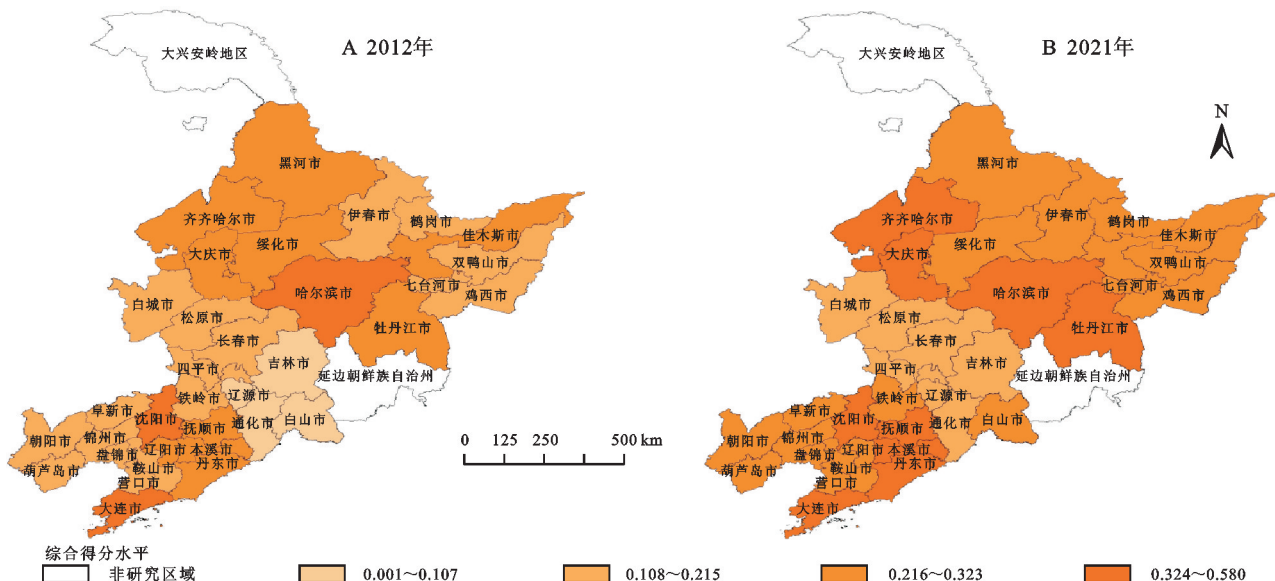 A 2012年
大兴安岭地区
黑河市
齐齐哈尔市
伊春市
鹤岗市
佳木斯市
大庆市
绥化市
双鸭山市
七台河市
鸡西市
哈尔滨市
白城市
松原市
牡丹江市
长春市
吉林市
四平市
延边朝鲜族自治州
辽源市
铁岭市
白山市
通化市
阜新市
沈阳市
抚顺市
朝阳市
锦州市
辽阳市
本溪市
盘锦市
丹东市
葫芦岛市
鞍山市
营口市
大连市
0 125 250 500 km
B 2021年
N
大兴安岭地区
黑河市
齐齐哈尔市
伊春市
鹤岗市
佳木斯市
大庆市
绥化市
双鸭山市
七台河市
鸡西市
哈尔滨市
白城市
松原市
牡丹江市
长春市
吉林市
四平市
延边朝鲜族自治州
辽源市
铁岭市
白山市
通化市
阜新市
沈阳市
抚顺市
朝阳市
锦州市
辽阳市
本溪市
盘锦市
丹东市
葫芦岛市
鞍山市
营口市
大连市
综合得分水平
非研究区域 0.001～0.107 0.108～0.215 0.216～0.323 0.324～0.580